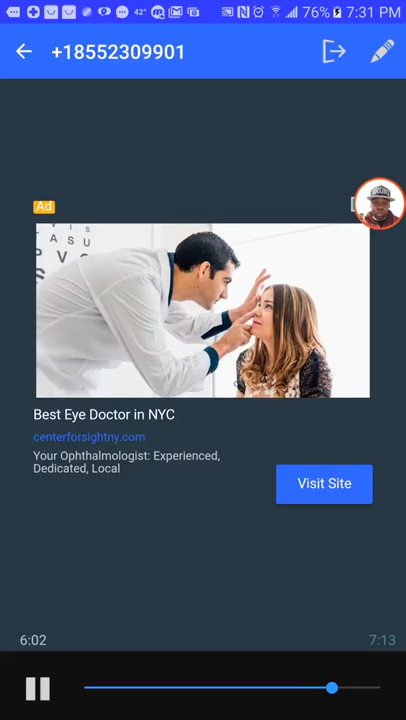 42°
76%
7:31 PM
+18552309901
Ad
V I S
A S U
Best Eye Doctor in NYC
centerforsightny.com
Your Ophthalmologist: Experienced,
Dedicated, Local
Visit Site
6:02
7:13